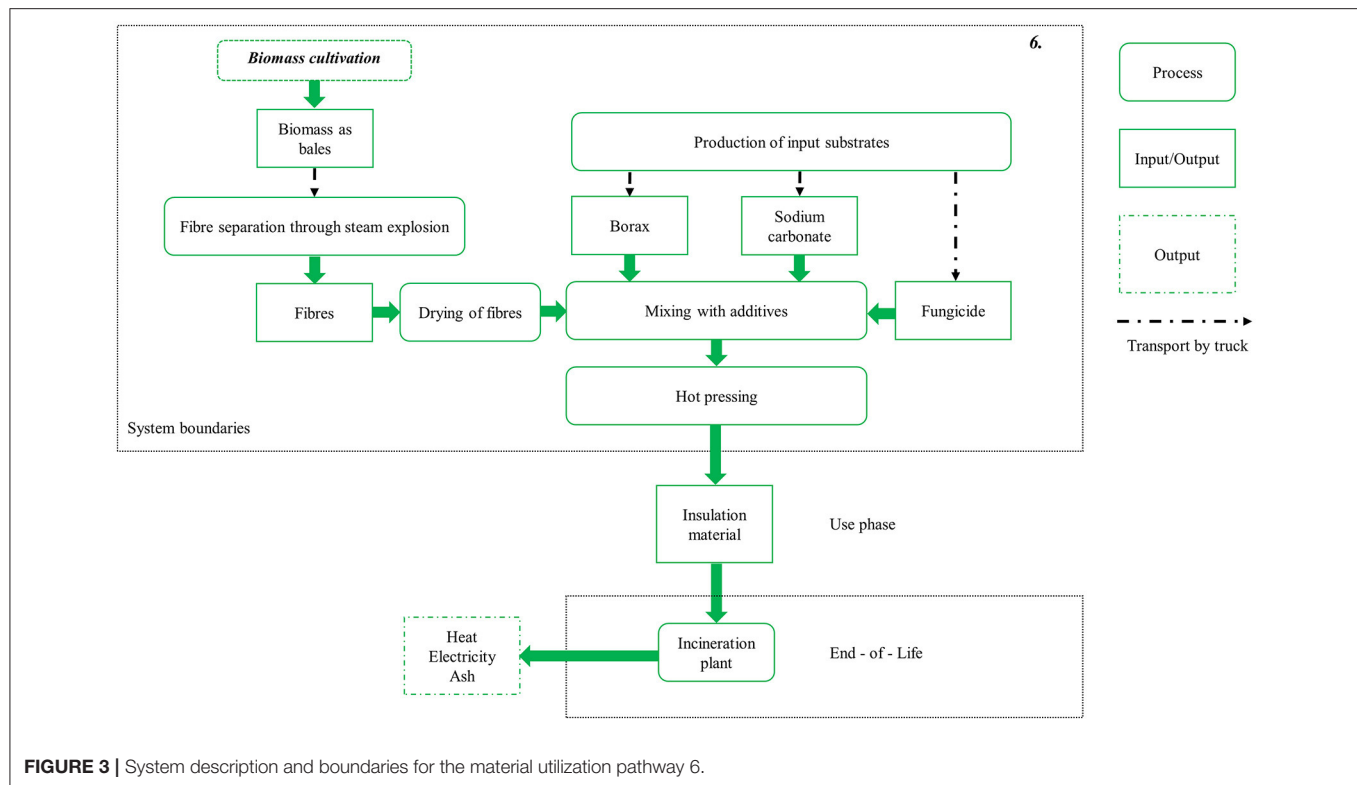 6.
Biomass cultivation
Biomass as
bales
Production of input substrates
Fibre separation through steam explosion
Borax
Sodium
carbonate
Fibres
Drying of fibres
Mixing with additives
Fungicide
Hot pressing
System boundaries
Insulation
material
Use phase
Incineration
plant
End - of - Life
Heat
Electricity
Ash
Process
Input/Output
Output
Transport by truck
FIGURE 3 | System description and boundaries for the material utilization pathway 6.